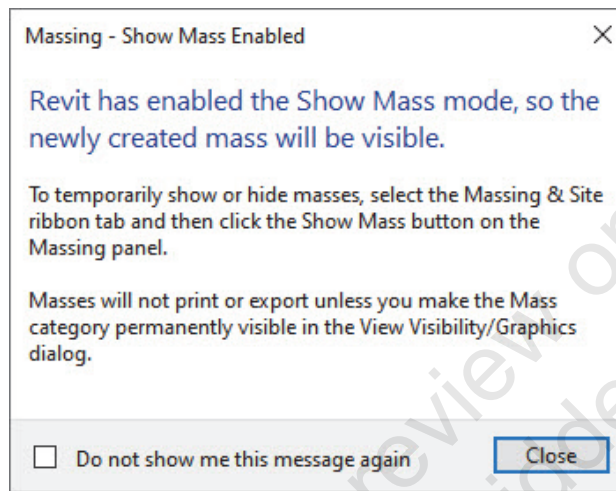 Massing - Show Mass Enabled
Revit has enabled the Show Mass mode, so the
newly created mass will be visible.
To temporarily show or hide masses, select the Massing & Site
ribbon tab and then click the Show Mass button on the
Massing panel.
Masses will not print or export unless you make the Mass
category permanently visible in the View Visibility/Graphics
dialog.
Do not show me this message again
Close